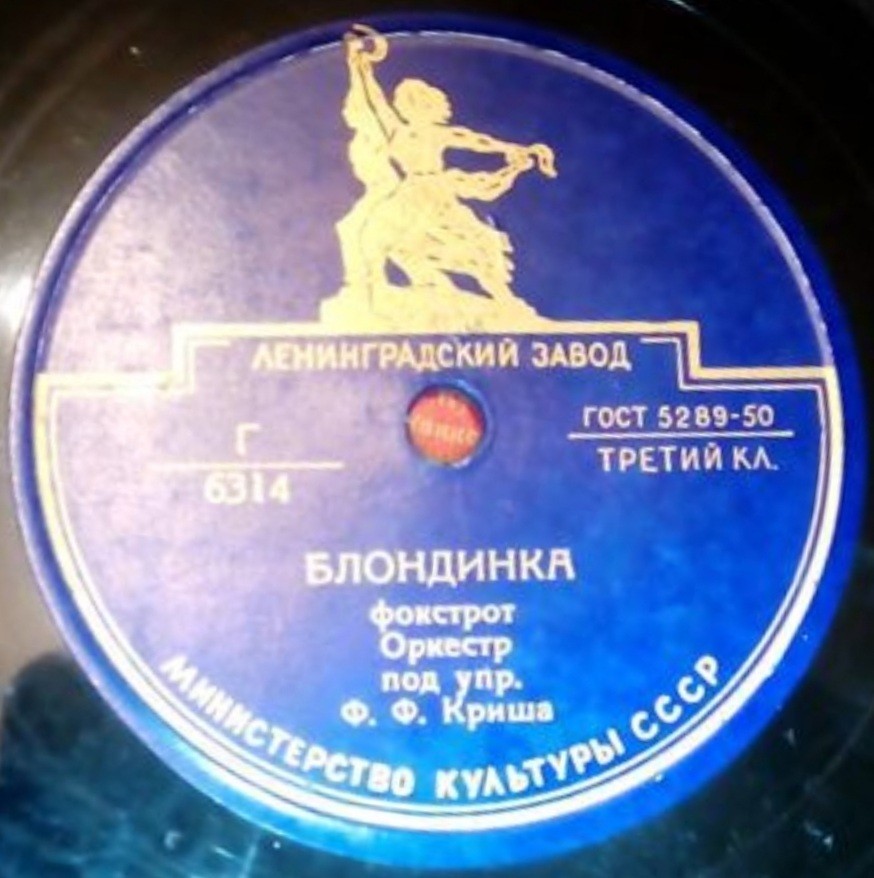 ЛЕНИНГРАДСКИЙ ЗАВОД
Г
6314
ГОСТ 5289-50
ТРЕТИЙ КЛ.
БЛОНДИНКА
фокстрот
Оркестр
под упр.
Ф. Ф. Криша
МИНИСТЕРСТВО КУЛЬТУРЫ СССР